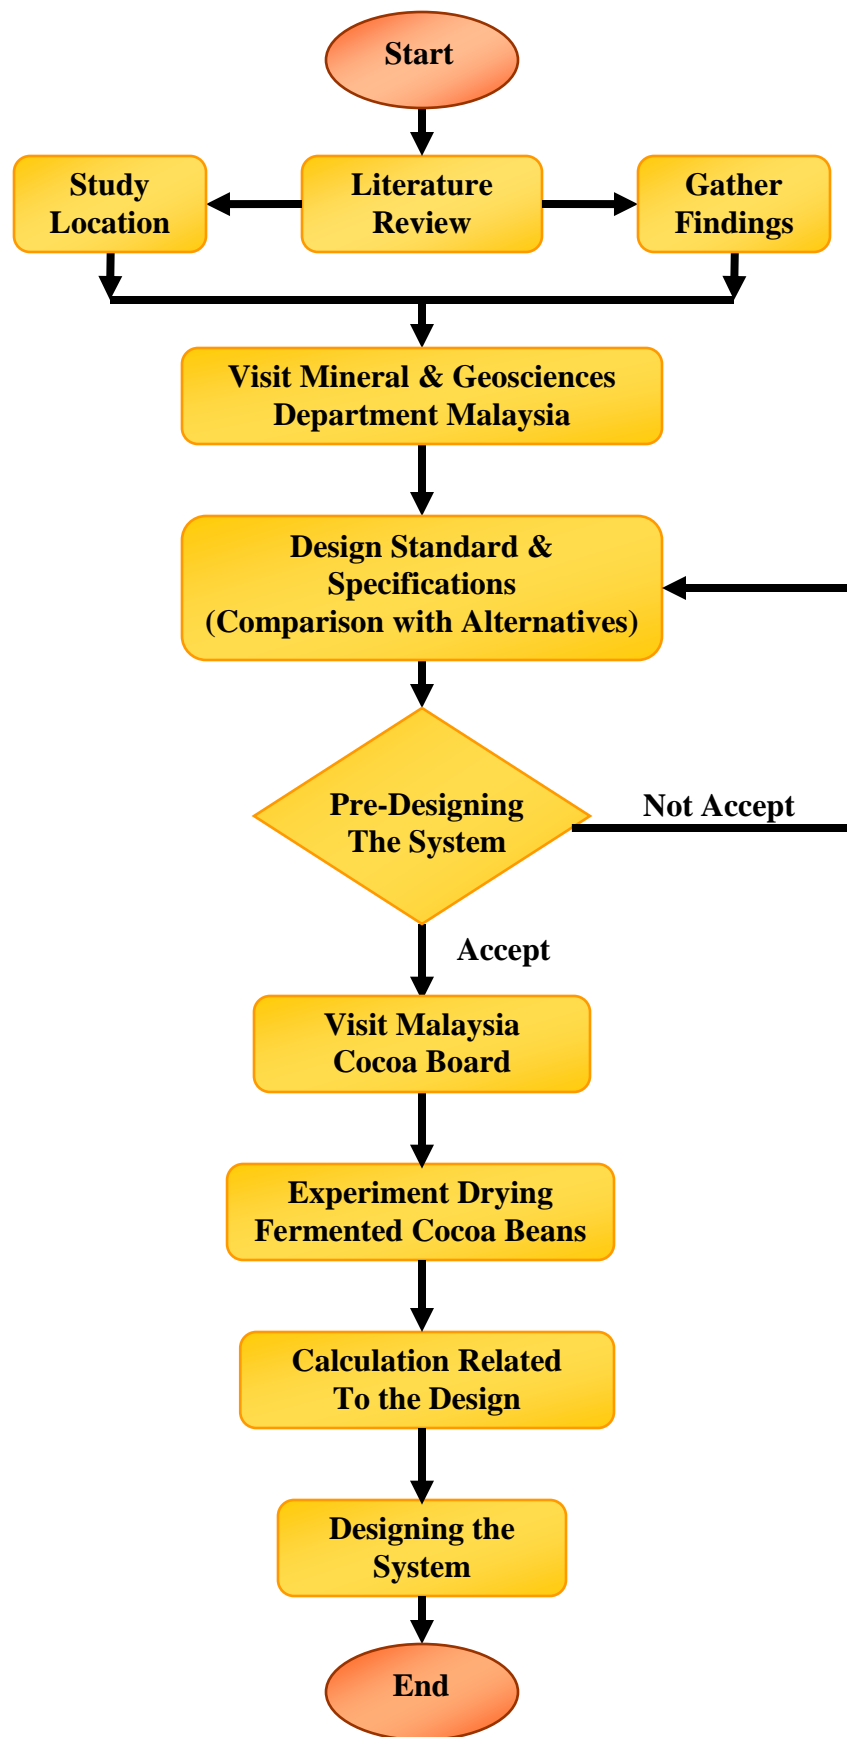 Start
Study
Location
Literature
Review
Gather
Findings
Visit Mineral & Geosciences
Department Malaysia
Design Standard &
Specifications
(Comparison with Alternatives)
Pre-Designing
The System
Not Accept
Accept
Visit Malaysia
Cocoa Board
Experiment Drying
Fermented Cocoa Beans
Calculation Related
To the Design
Designing the
System
End